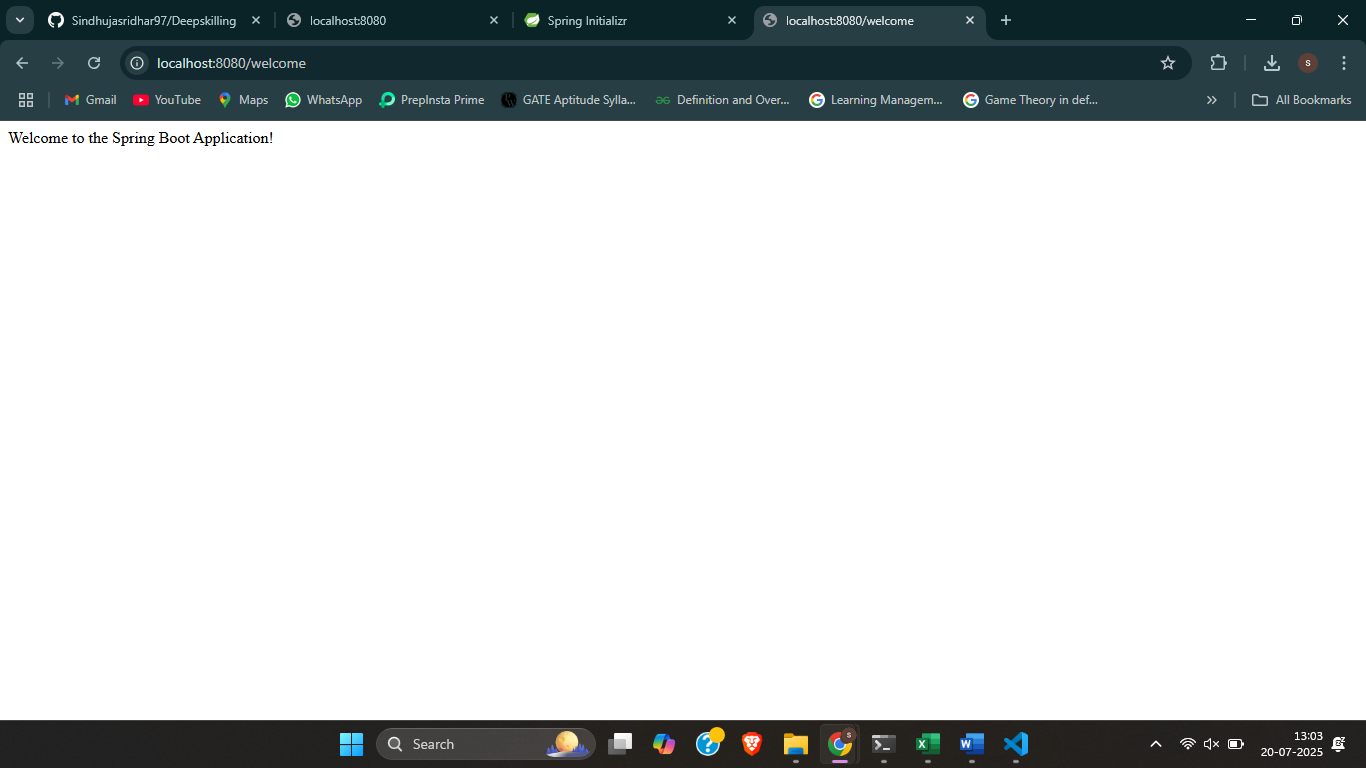 Sindhujasridhar97/Deepskilling
localhost:8080
Spring Initializr
localhost:8080/welcome
localhost:8080/welcome
s
Gmail
YouTube
Maps
WhatsApp
PrepInsta Prime
GATE Aptitude Sylla...
Definition and Over...
Learning Managem...
Game Theory in def...
All Bookmarks
Welcome to the Spring Boot Application!
Search
s
13:03
20-07-2025